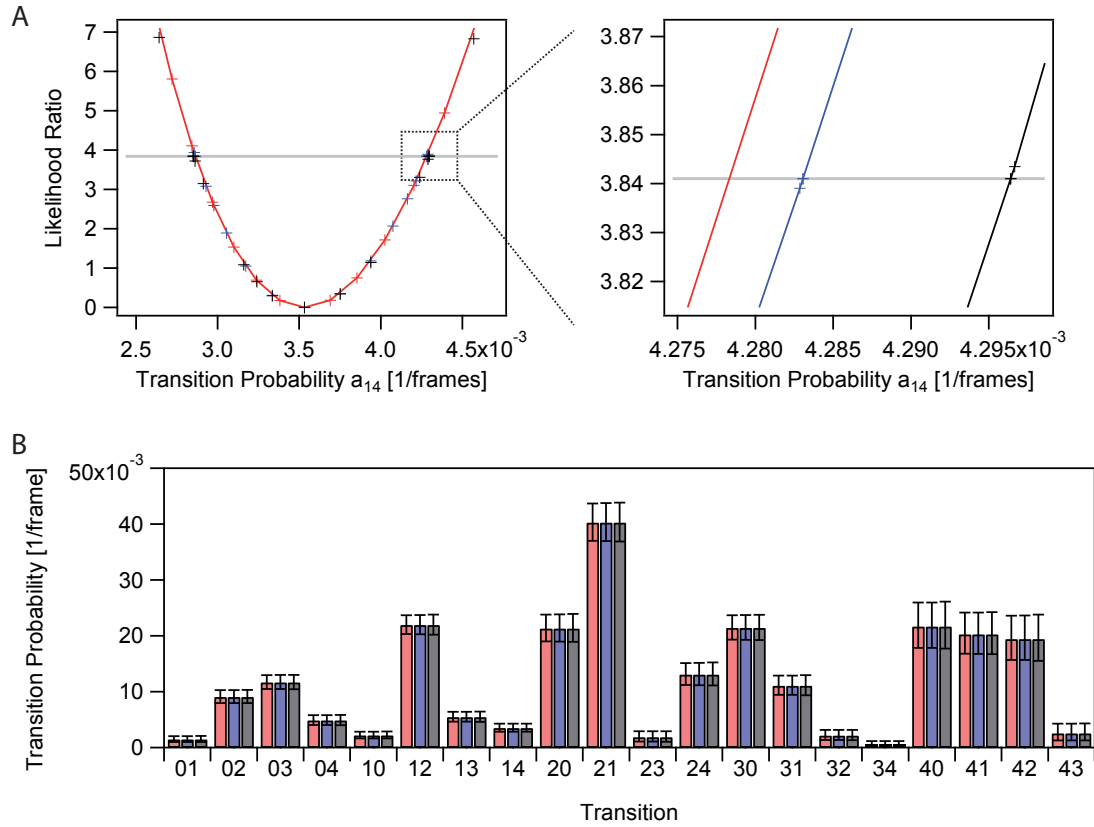 A
Likelihood Ratio
7
6
5
4
3
2
1
0
2.5 3.0 3.5 4.0 4.5x10⁻³
Transition Probability a₁₄ [1/frames]
3.87
3.86
3.85
3.84
3.83
3.82
4.275 4.280 4.285 4.290 4.295x10⁻³
Transition Probability a₁₄ [1/frames]
B
Transition Probability [1/frame]
50x10⁻³
40
30
20
10
0
01 02 03 04 10 12 13 14 20 21 23 24 30 31 32 34 40 41 42 43
Transition